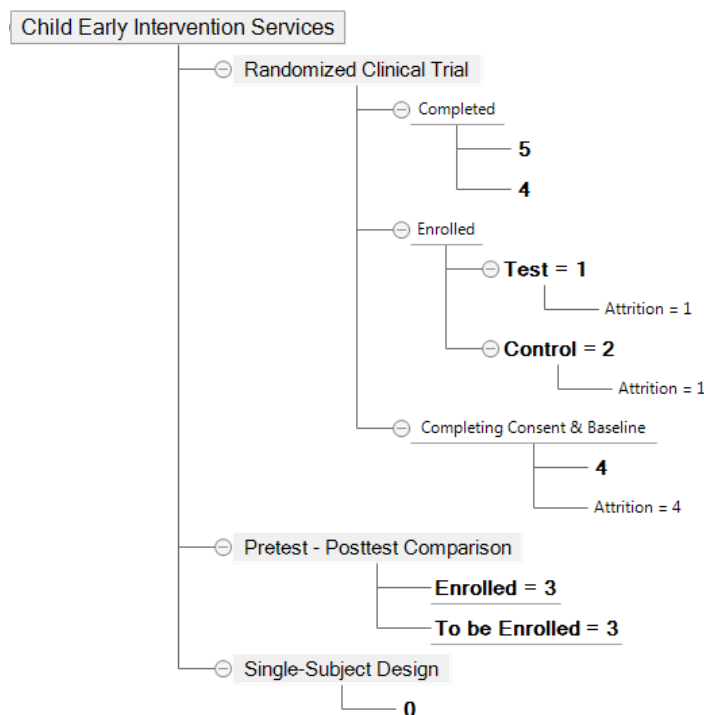 Child Early Intervention Services
Randomized Clinical Trial
Completed
5
4
Enrolled
Test = 1
Attrition = 1
Control = 2
Attrition = 1
Completing Consent & Baseline
4
Attrition = 4
Pretest - Posttest Comparison
Enrolled = 3
To be Enrolled = 3
Single-Subject Design
0